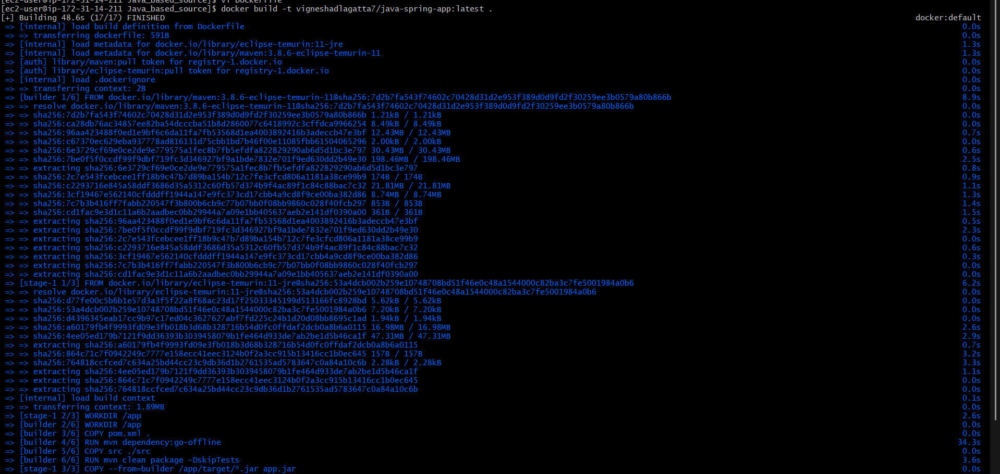 [ec2-user@ip-172-31-14-211 Java_based_source]$ vi Dockerfile
[ec2-user@ip-172-31-14-211 Java_based_source]$ docker build -t vigneshadlagatta7/java-spring-app:latest .
[+] Building 48.6s (17/17) FINISHED docker:default
=> [internal] load build definition from Dockerfile 0.0s
=> => transferring dockerfile: 591B 0.0s
=> [internal] load metadata for docker.io/library/eclipse-temurin:11-jre 1.3s
=> [internal] load metadata for docker.io/library/maven:3.8.6-eclipse-temurin-11 1.3s
=> [auth] library/maven:pull token for registry-1.docker.io 0.0s
=> [auth] library/eclipse-temurin:pull token for registry-1.docker.io 0.0s
=> [internal] load .dockerignore 0.0s
=> => transferring context: 2B 0.0s
=> [builder 1/6] FROM docker.io/library/maven:3.8.6-eclipse-temurin-11@sha256:7d2b7fa543f74602c70428d31d2e953f389d0d9fd2f30259ee3b0579a80b866b 8.9s
=> => resolve docker.io/library/maven:3.8.6-eclipse-temurin-11@sha256:7d2b7fa543f74602c70428d31d2e953f389d0d9fd2f30259ee3b0579a80b866b 0.0s
=> => sha256:7d2b7fa543f74602c70428d31d2e953f389d0d9fd2f30259ee3b0579a80b866b 1.21kB / 1.21kB 0.0s
=> => sha256:ca28db76ac34857ee82ba54dcccba51b8d2860077c6418992c3cffdca9966254 8.49kB / 8.49kB 0.0s
=> => sha256:96aa423488f0ed1e9bf6c6da11fa7fb53568d1ea4003892416b3adeccb47e3bf 12.43MB / 12.43MB 0.7s
=> => sha256:c67370ec629eba937778ad816131d75cbb1bd7b46f00e11085fbb61504065296 2.00kB / 2.00kB 0.0s
=> => sha256:6e3729cf69e0ce2de9e779575a1fec8b7fb5efdfa822829290ab6d5d1bc3e797 30.43MB / 30.43MB 0.6s
=> => sha256:7be0f5f0ccdf99f9dbf719fc3d346927bf9a1bde7832e701f9ed630dd2b49e30 198.46MB / 198.46MB 2.5s
=> => extracting sha256:6e3729cf69e0ce2de9e779575a1fec8b7fb5efdfa822829290ab6d5d1bc3e797 0.8s
=> => sha256:2c7e543fcebcee1ff18b9c47b7d89ba154b712c7fe3cfcd806a1181a38ce99b9 174B / 174B 0.9s
=> => sha256:c2293716e845a58ddf3686d35a5312c60fb57d374b9f4ac89f1c84c88bac7c32 21.81MB / 21.81MB 1.1s
=> => sha256:3cf19467e562140cfdddff1944a147e9fc373cd17cbb4a9cd8f9ce00ba382d86 8.74MB / 8.74MB 1.3s
=> => sha256:7c7b3b416ff7fabb220547f3b800b6cb9c77b07bb0f08bb9860c028f40fcb297 853B / 853B 1.4s
=> => sha256:cd1fac9e3d1c11a6b2aadbec0bb29944a7a09e1bb405637aeb2e141df0390a00 361B / 361B 1.5s
=> => extracting sha256:96aa423488f0ed1e9bf6c6da11fa7fb53568d1ea4003892416b3adeccb47e3bf 0.5s
=> => extracting sha256:7be0f5f0ccdf99f9dbf719fc3d346927bf9a1bde7832e701f9ed630dd2b49e30 2.3s
=> => extracting sha256:2c7e543fcebcee1ff18b9c47b7d89ba154b712c7fe3cfcd806a1181a38ce99b9 0.0s
=> => extracting sha256:c2293716e845a58ddf3686d35a5312c60fb57d374b9f4ac89f1c84c88bac7c32 0.6s
=> => extracting sha256:3cf19467e562140cfdddff1944a147e9fc373cd17cbb4a9cd8f9ce00ba382d86 0.3s
=> => extracting sha256:7c7b3b416ff7fabb220547f3b800b6cb9c77b07bb0f08bb9860c028f40fcb297 0.0s
=> => extracting sha256:cd1fac9e3d1c11a6b2aadbec0bb29944a7a09e1bb405637aeb2e141df0390a00 0.0s
=> [stage-1 1/3] FROM docker.io/library/eclipse-temurin:11-jre@sha256:53a4dcb002b259e10748708bd51f46e0c48a1544000c82ba3c7fe5001984a0b6 6.2s
=> => resolve docker.io/library/eclipse-temurin:11-jre@sha256:53a4dcb002b259e10748708bd51f46e0c48a1544000c82ba3c7fe5001984a0b6 0.0s
=> => sha256:d77fe00c5b6b1e57d3a3f5f22a8f68ac23d17f25033345199d513166fc8928bd 5.62kB / 5.62kB 0.0s
=> => sha256:53a4dcb002b259e10748708bd51f46e0c48a1544000c82ba3c7fe5001984a0b6 7.20kB / 7.20kB 0.0s
=> => sha256:d4396345eab17cc9b97c17ed04c3627627abf7fd225c24b1d20d08bb8695c1ad 1.94kB / 1.94kB 0.0s
=> => sha256:a60179fb4f9993fd09e3fb018b3d68b328716b54d0fc0ffdaf2dcb0a8b6a0115 16.98MB / 16.98MB 2.6s
=> => sha256:4ee05ed179b7121f9dd36393b3039458079b1fe464d933de7ab2be1d5b46ca1f 47.31MB / 47.31MB 2.9s
=> => extracting sha256:a60179fb4f9993fd09e3fb018b3d68b328716b54d0fc0ffdaf2dcb0a8b6a0115 0.7s
=> => sha256:864c71c7f0942249c7777e158ecc41eec3124b0f2a3cc915b13416cc1b0ec645 157B / 157B 3.2s
=> => sha256:764818ccfced7c634a25bd44cc23c9db36d1b2761535ad5783647c0a84a10c6b 2.28kB / 2.28kB 3.3s
=> => extracting sha256:4ee05ed179b7121f9dd36393b3039458079b1fe464d933de7ab2be1d5b46ca1f 1.1s
=> => extracting sha256:864c71c7f0942249c7777e158ecc41eec3124b0f2a3cc915b13416cc1b0ec645 0.0s
=> => extracting sha256:764818ccfced7c634a25bd44cc23c9db36d1b2761535ad5783647c0a84a10c6b 0.0s
=> [internal] load build context 0.1s
=> => transferring context: 1.89MB 0.0s
=> [stage-1 2/3] WORKDIR /app 2.6s
=> [builder 2/6] WORKDIR /app 0.0s
=> [builder 3/6] COPY pom.xml . 0.0s
=> [builder 4/6] RUN mvn dependency:go-offline 34.3s
=> [builder 5/6] COPY src ./src 0.0s
=> [builder 6/6] RUN mvn clean package -DskipTests 3.6s
=> [stage-1 3/3] COPY --from=builder /app/target/*.jar app.jar 0.0s